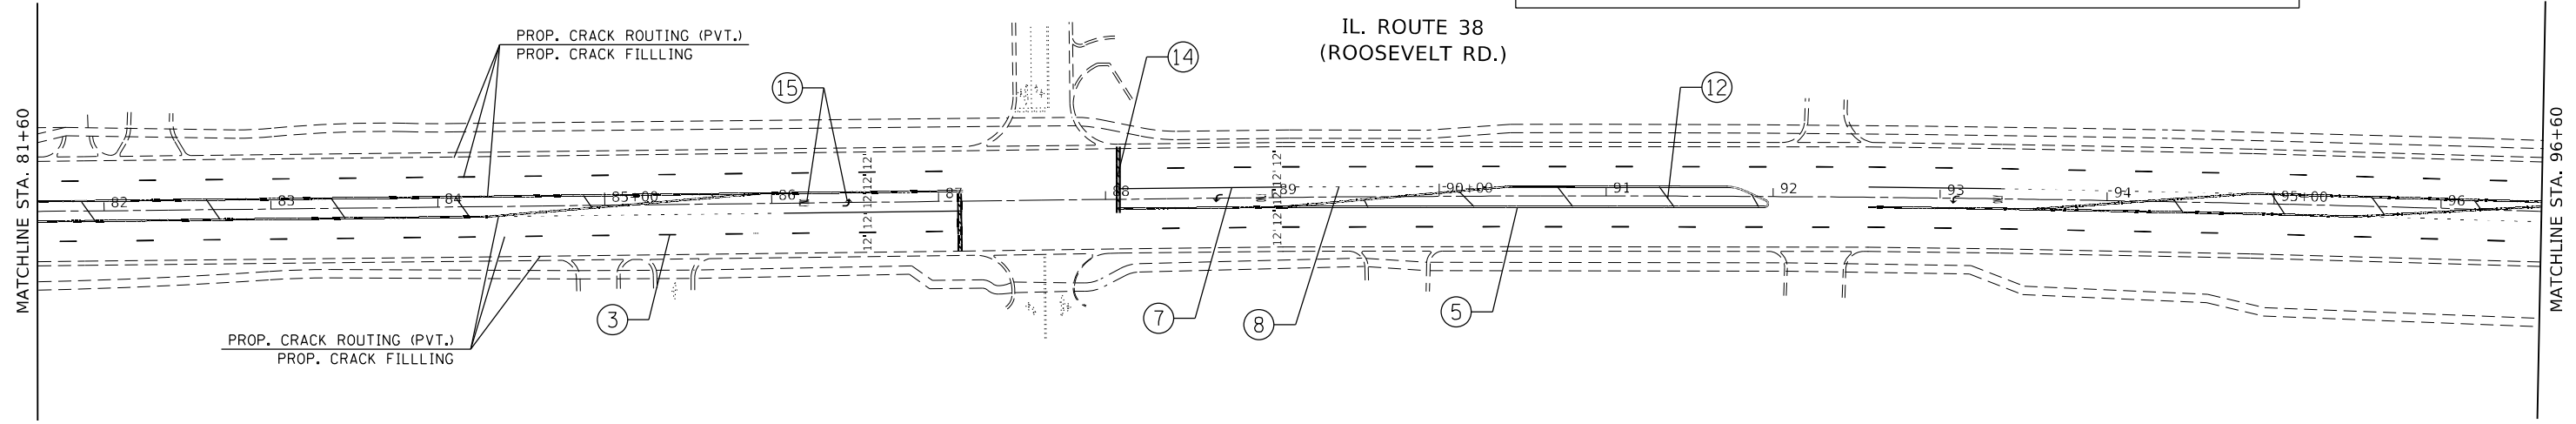 IL. ROUTE 38
(ROOSEVELT RD.)
PROP. CRACK ROUTING (PVT.)
PROP. CRACK FILLLING
14
15
12
MATCHLINE STA. 81+60
MATCHLINE STA. 96+60
12' 12' 12' 12' 12'
12' 12' 12' 12' 12'
82 83 84 85+00 86 8 88 89 90+00 91 92 93 94 95+00 96
3
7
8
5
PROP. CRACK ROUTING (PVT.)
PROP. CRACK FILLLING